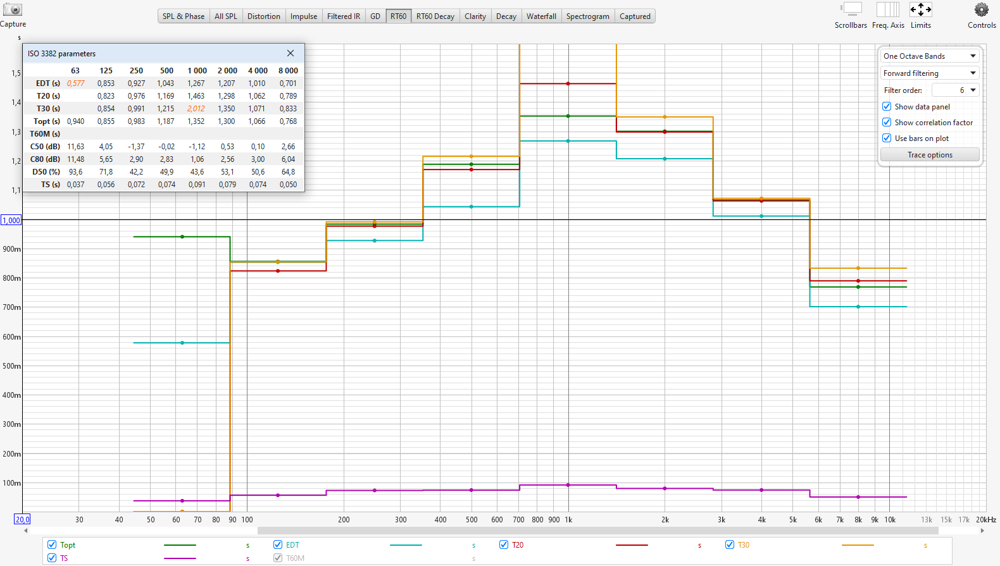 Capture
SPL & Phase All SPL Distortion Impulse Filtered IR GD RT60 RT60 Decay Clarity Decay Waterfall Spectrogram Captured
Scrollbars Freq. Axis Limits Controls
s
ISO 3382 parameters
63 125 250 500 1 000 2 000 4 000 8 000
EDT (s) 0,577 0,853 0,927 1,043 1,267 1,207 1,010 0,701
T20 (s) 0,823 0,976 1,169 1,463 1,298 1,062 0,789
T30 (s) 0,854 0,991 1,215 2,012 1,350 1,071 0,833
Topt (s) 0,940 0,855 0,983 1,187 1,352 1,300 1,066 0,768
T60M (s)
C50 (dB) 11,63 4,05 -1,37 -0,02 -1,12 0,53 0,10 2,66
C80 (dB) 11,48 5,65 2,90 2,83 1,06 2,56 3,00 6,04
D50 (%) 93,6 71,8 42,2 49,9 43,6 53,1 50,6 64,8
TS (s) 0,037 0,056 0,072 0,074 0,091 0,079 0,074 0,050
One Octave Bands
Forward filtering
Filter order: 6
Show data panel
Show correlation factor
Use bars on plot
Trace options
1,5
1,4
1,3
1,2
1,1
1,000
900m
800m
700m
600m
500m
400m
300m
200m
100m
20,0 30 40 50 60 70 80 90 100 200 300 400 500 600 700 800 900 1k 2k 3k 4k 5k 6k 7k 8k 9k 10k 13k 15k 17k 20kHz
Topt s EDT s T20 s T30 s
TS s T60M s